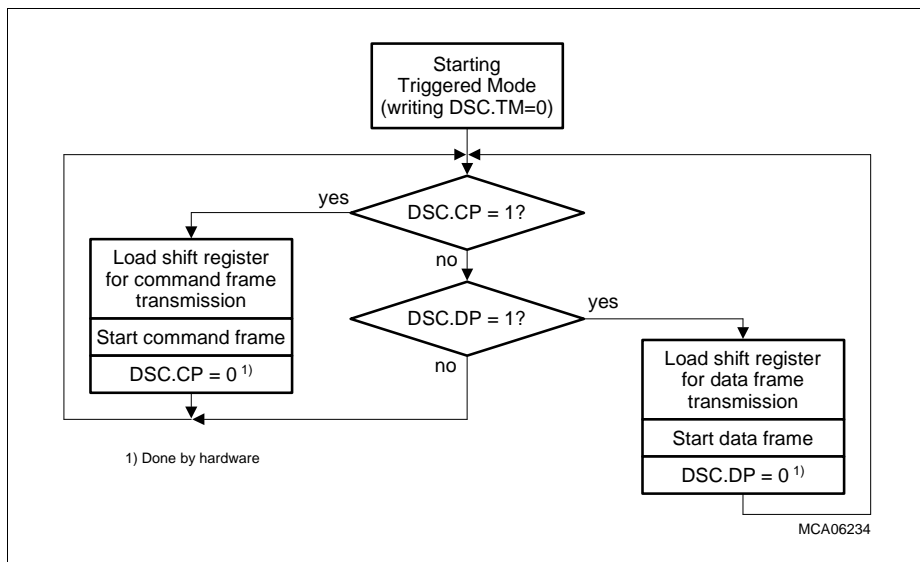 Starting
Triggered Mode
(writing DSC.TM=0)
yes
DSC.CP = 1?
Load shift register
for command frame
transmission
Start command frame
DSC.CP = 0 1)
no
DSC.DP = 1?
yes
no
Load shift register
for data frame
transmission
Start data frame
DSC.DP = 0 1)
1) Done by hardware
MCA06234